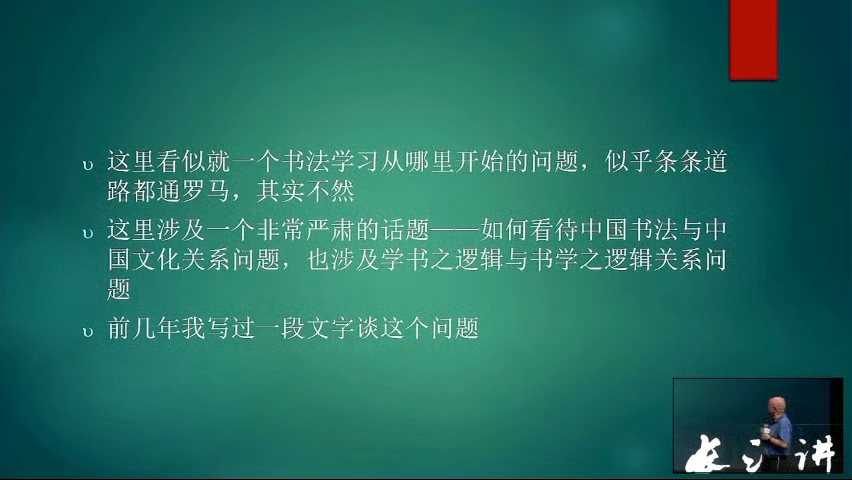 υ 这里看似就一个书法学习从哪里开始的问题，似乎条条道
路都通罗马，其实不然
υ 这里涉及一个非常严肃的话题——如何看待中国书法与中
国文化关系问题，也涉及学书之逻辑与书学之逻辑关系问
题
υ 前几年我写过一段文字谈这个问题
讲